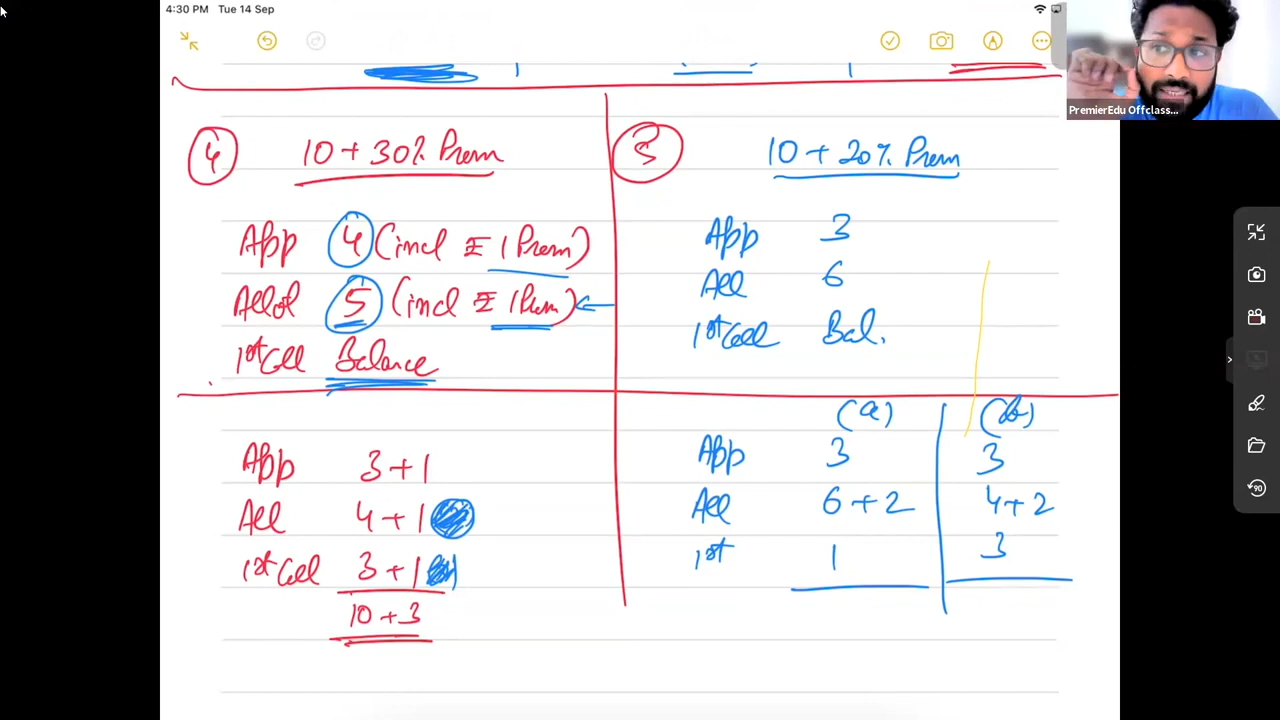 4:30 PM Tue 14 Sep
PremierEdu Offclass...
4 10 + 30% Prem
App 4 (incl ₹ 1 Prem)
Allot 5 (incl ₹ 1 Prem)
1st Call Balance
App 3 + 1
All 4 + 1
1st Call 3 + 1
10 + 3
5 10 + 20% Prem
App 3
All 6
1st Call Bal.
(a) (b)
App 3 3
All 6 + 2 4 + 2
1st 1 3
90